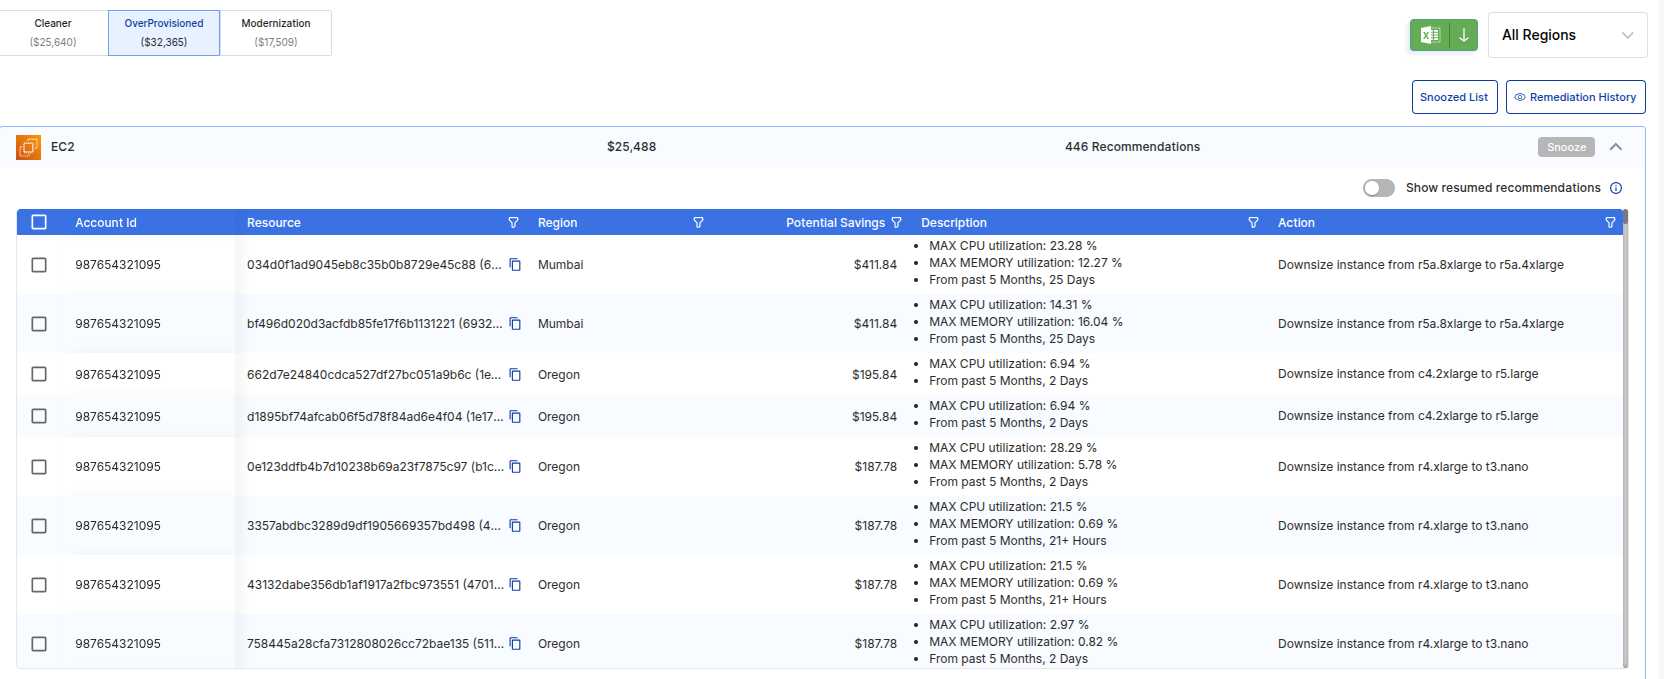 Cleaner OverProvisioned Modernization
($25,640) ($32,365) ($17,509)
All Regions
Snoozed List Remediation History
EC2 $25,488 446 Recommendations Snooze
Show resumed recommendations
Account Id Resource Region Potential Savings Description Action
987654321095 034d0f1ad9045eb8c35b0b8729e45c88 (6... Mumbai $411.84 • MAX CPU utilization: 23.28 %
• MAX MEMORY utilization: 12.27 %
• From past 5 Months, 25 Days
Downsize instance from r5a.8xlarge to r5a.4xlarge
987654321095 bf496d020d3acfdb85fe17f6b1131221 (6932... Mumbai $411.84 • MAX CPU utilization: 14.31 %
• MAX MEMORY utilization: 16.04 %
• From past 5 Months, 25 Days
Downsize instance from r5a.8xlarge to r5a.4xlarge
987654321095 662d7e24840cdca527df27bc051a9b6c (1e... Oregon $195.84 • MAX CPU utilization: 6.94 %
• From past 5 Months, 2 Days
Downsize instance from c4.2xlarge to r5.large
987654321095 d1895bf74afcab06f5d78f84ad6e4f04 (1e17... Oregon $195.84 • MAX CPU utilization: 6.94 %
• From past 5 Months, 2 Days
Downsize instance from c4.2xlarge to r5.large
987654321095 0e123ddfb4b7d10238b69a23f7875c97 (b1c... Oregon $187.78 • MAX CPU utilization: 28.29 %
• MAX MEMORY utilization: 5.78 %
• From past 5 Months, 2 Days
Downsize instance from r4.xlarge to t3.nano
987654321095 3357abdbc3289d9df1905669357bd498 (4... Oregon $187.78 • MAX CPU utilization: 21.5 %
• MAX MEMORY utilization: 0.69 %
• From past 5 Months, 21+ Hours
Downsize instance from r4.xlarge to t3.nano
987654321095 43132dabe356db1af1917a2fbc973551 (4701... Oregon $187.78 • MAX CPU utilization: 21.5 %
• MAX MEMORY utilization: 0.69 %
• From past 5 Months, 21+ Hours
Downsize instance from r4.xlarge to t3.nano
987654321095 758445a28cfa7312808026cc72bae135 (511... Oregon $187.78 • MAX CPU utilization: 2.97 %
• MAX MEMORY utilization: 0.82 %
• From past 5 Months, 2 Days
Downsize instance from r4.xlarge to t3.nano